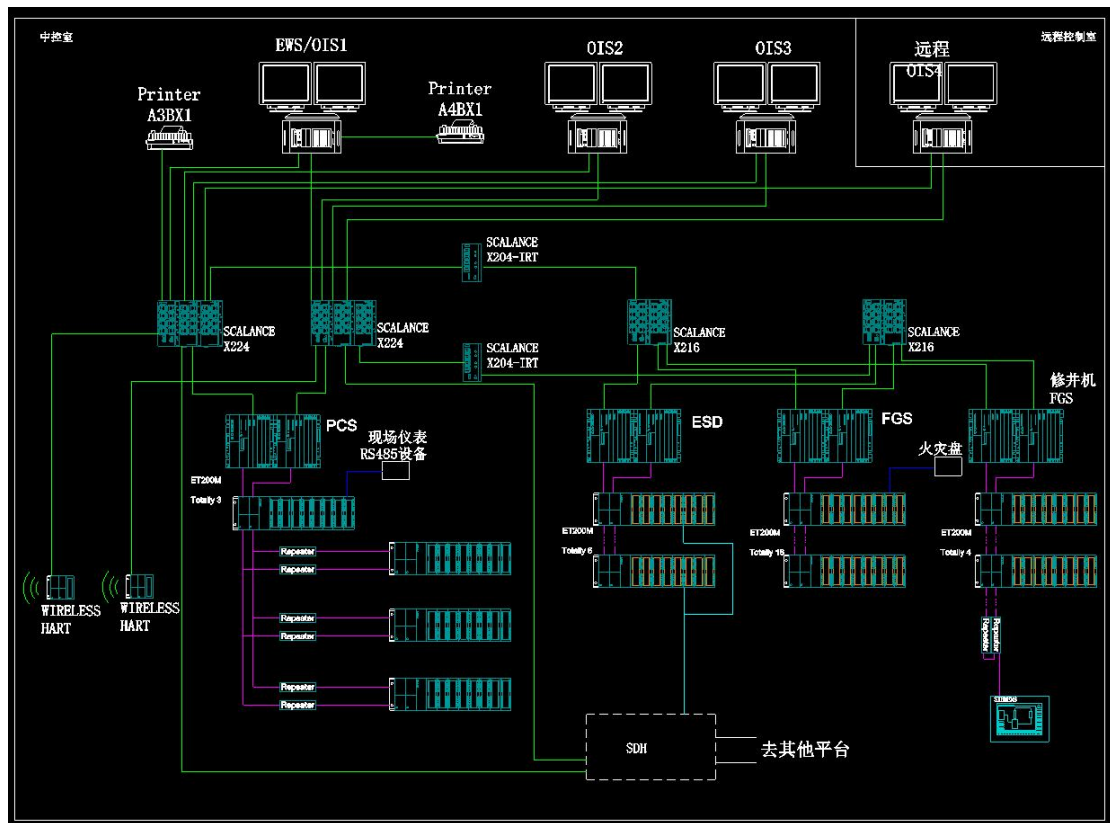 中控室
EWS/OIS1
OIS2
OIS3
远程
OIS4
远程控制室
Printer
A3BX1
Printer
A4BX1
SCALANCE
X204-IRT
SCALANCE
X224
SCALANCE
X224
SCALANCE
X204-IRT
SCALANCE
X216
SCALANCE
X216
修井机
FGS
PCS
现场仪表
RS485设备
ESD
FGS
火灾盘
ET200M
Totally 3
ET200M
Totally 6
ET200M
Totally 18
ET200M
Totally 4
Repeater
Repeater
Repeater
Repeater
Repeater
Repeater
WIRELESS
HART
WIRELESS
HART
Repeater
Repeater
SDH
去其他平台